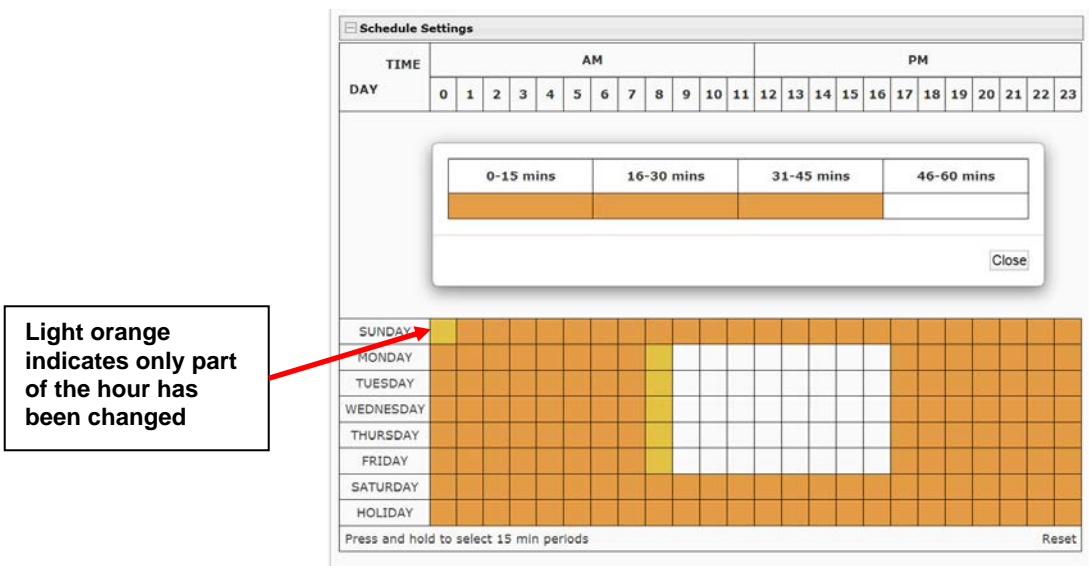 Schedule Settings
TIME
AM
PM
DAY
0 1 2 3 4 5 6 7 8 9 10 11 12 13 14 15 16 17 18 19 20 21 22 23
0-15 mins 16-30 mins 31-45 mins 46-60 mins
Close
Light orange
indicates only part
of the hour has
been changed
SUNDAY
MONDAY
TUESDAY
WEDNESDAY
THURSDAY
FRIDAY
SATURDAY
HOLIDAY
Press and hold to select 15 min periods
Reset